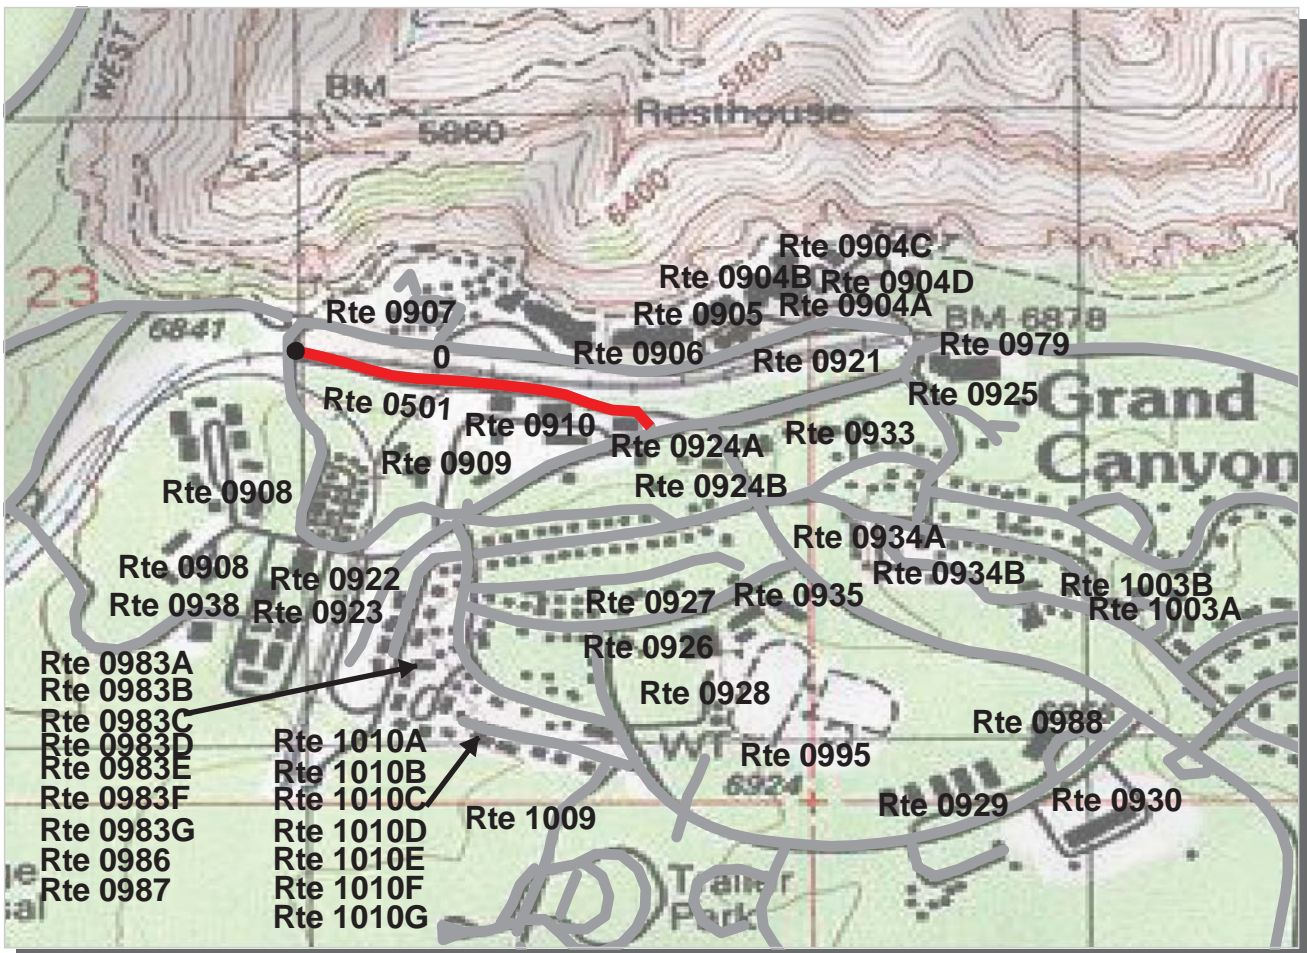 WEST
BM
5860
5800
Resthouse
6400
23
6841
Rte 0904C
Rte 0904B
Rte 0904D
Rte 0904A
Rte 0905
Rte 0907
BM 6878
Rte 0979
0
Rte 0906
Rte 0921
Rte 0501
Rte 0925
Grand
Canyon
Rte 0910
Rte 0924A
Rte 0933
Rte 0909
Rte 0908
Rte 0924B
Rte 0934A
Rte 0908
Rte 0922
Rte 0934B
Rte 1003B
Rte 0938
Rte 0923
Rte 0927
Rte 0935
Rte 1003A
Rte 0926
Rte 0928
Rte 0983A
Rte 0983B
Rte 0983C
Rte 0983D
Rte 0983E
Rte 0983F
Rte 0983G
Rte 0986
Rte 0987
Rte 1010A
Rte 1010B
Rte 1010C
Rte 1010D
Rte 1010E
Rte 1010F
Rte 1010G
Rte 0988
WT
Rte 0995
6924
Rte 0929
Rte 0930
Rte 1009
Trailer
Park